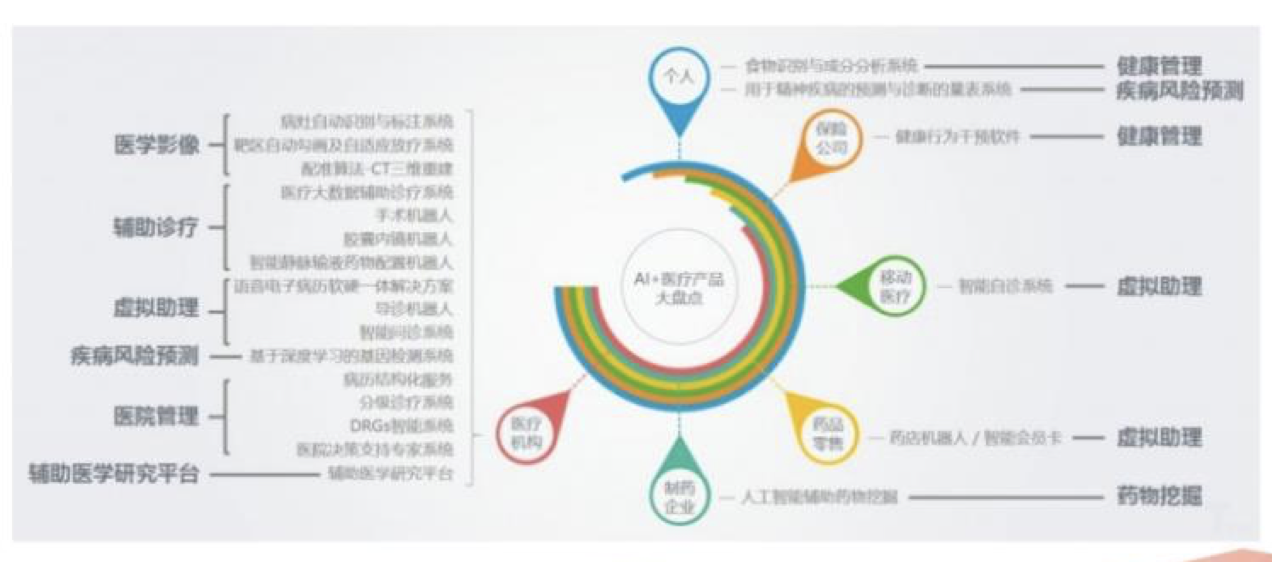 个人
食物识别与成分分析系统
健康管理
用于精神疾病的预测与诊断的量表系统
疾病风险预测
保险
公司
健康行为干预软件
健康管理
移动
医疗
智能自诊系统
虚拟助理
药品
零售
药店机器人 / 智能会员卡
虚拟助理
制药
企业
人工智能辅助药物挖掘
药物挖掘
医疗
机构
AI+医疗产品
大盘点
医学影像
病灶自动识别与标注系统
靶区自动勾画及自适应放疗系统
配准算法-CT三维重建
辅助诊疗
医疗大数据辅助诊疗系统
手术机器人
胶囊内镜机器人
智能静脉输液药物配置机器人
虚拟助理
语音电子病历软硬一体解决方案
导诊机器人
智能问诊系统
疾病风险预测
基于深度学习的基因检测系统
医院管理
病历结构化服务
分级诊疗系统
DRGs智能系统
医院决策支持专家系统
辅助医学研究平台
辅助医学研究平台